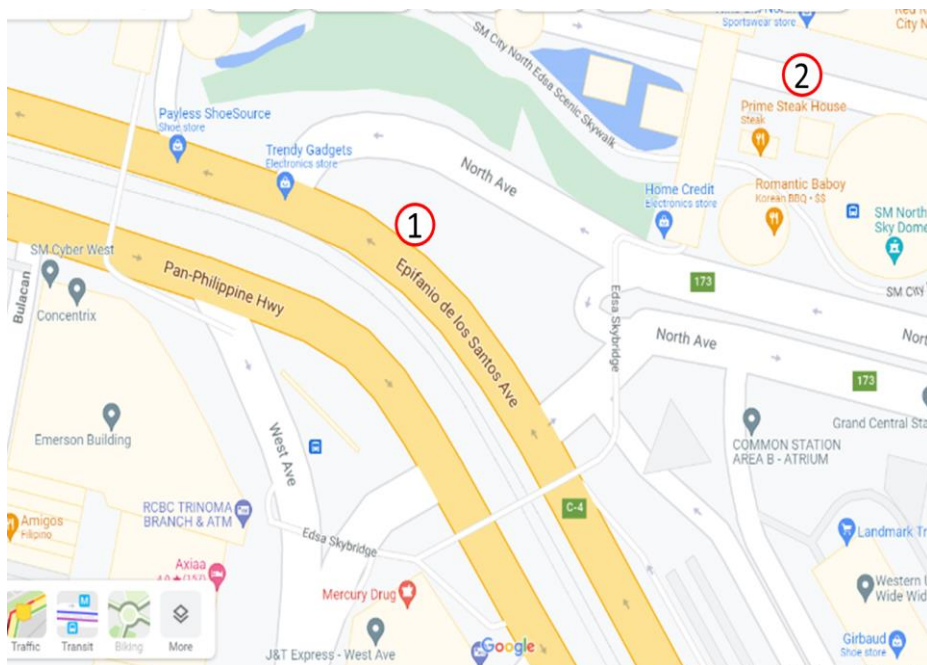 Sportswear store
City N
SM City North Edsa Scenic Skywalk
2
Prime Steak House
Steak
Payless ShoeSource
Shoe store
Trendy Gadgets
Electronics store
North Ave
Home Credit
Electronics store
Romantic Baboy
Korean BBQ • $$
SM North
Sky Dome
1
SM Cyber West
Concentrix
Bulacan
Pan-Philippine Hwy
Epifanio de los Santos Ave
Edsa Skybridge
173
SM City
North Ave
Nort
173
Emerson Building
West Ave
Grand Central Sta
COMMON STATION
AREA B - ATRIUM
RCBC TRINOMA
BRANCH & ATM
C-4
Amigos
Filipino
Edsa Skybridge
Landmark Tr
Axiaa
Mercury Drug
Western U
Wide Wid
Traffic
Transit
Biking
More
J&T Express - West Ave
Google
Girbaud
Shoe store